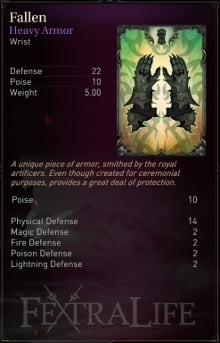 Fallen
Heavy Armor
Wrist
Defense 22
Poise 10
Weight 5.00
A unique piece of armor, smithed by the royal
artificers. Even though created for ceremonial
purposes, provides a great deal of protection.
Poise 10
Physical Defense 14
Magic Defense 2
Fire Defense 2
Poison Defense 2
Lightning Defense 2
FEXTRALIFE